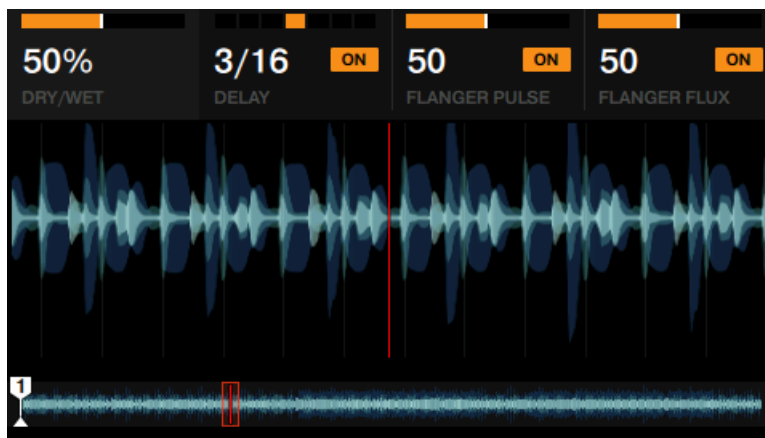 50% 3/16 ON 50 ON 50 ON
DRY/WET DELAY FLANGER PULSE FLANGER FLUX
1